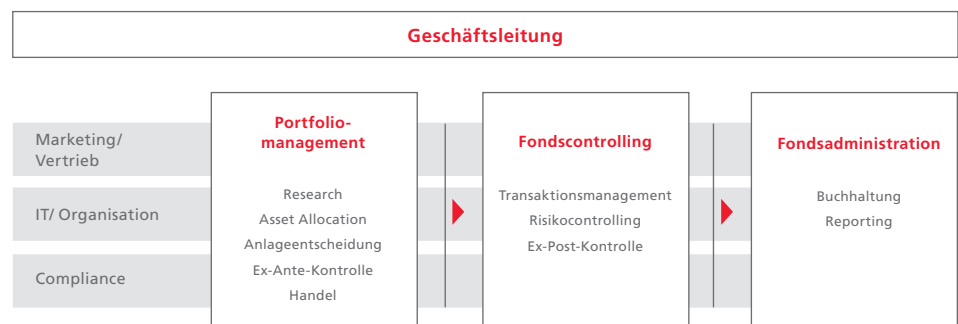 Geschäftsleitung
Marketing/
Vertrieb
IT/ Organisation
Compliance
Portfolio-
management
Research
Asset Allocation
Anlageentscheidung
Ex-Ante-Kontrolle
Handel
Fondscontrolling
Transaktionsmanagement
Risikocontrolling
Ex-Post-Kontrolle
Fondsadministration
Buchhaltung
Reporting